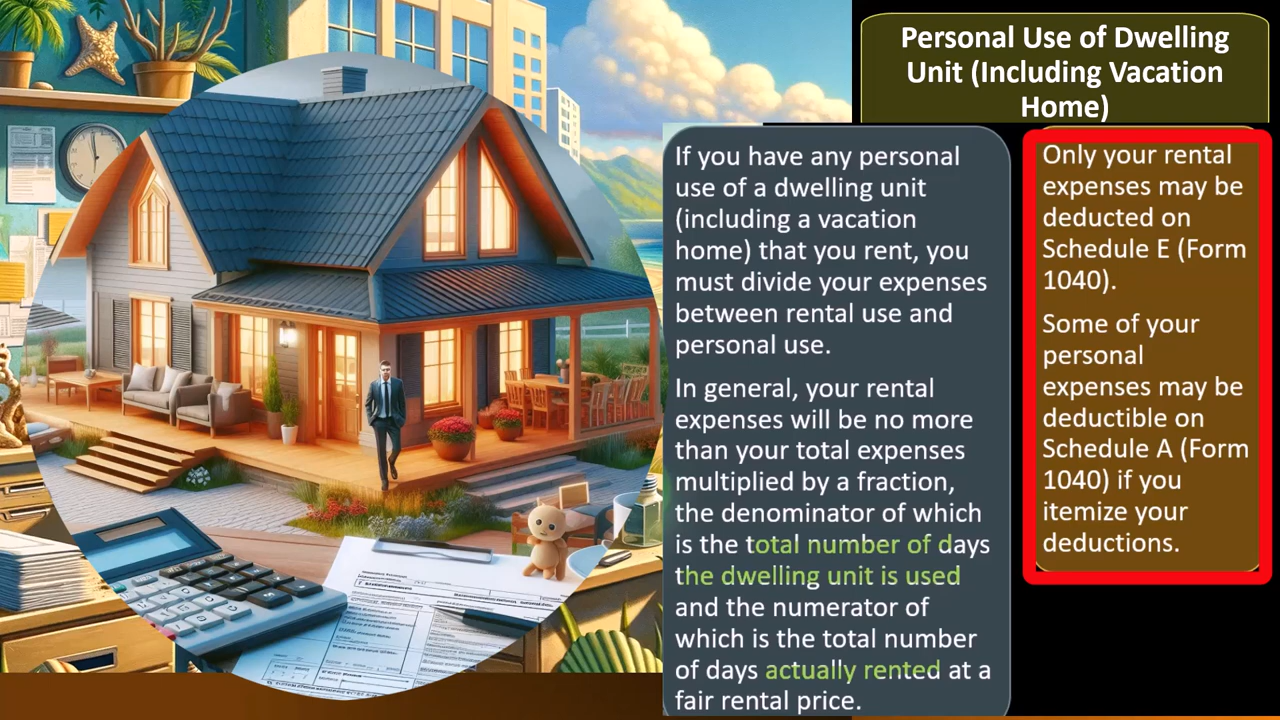 Personal Use of Dwelling
Unit (Including Vacation
Home)
If you have any personal
use of a dwelling unit
(including a vacation
home) that you rent, you
must divide your expenses
between rental use and
personal use.
In general, your rental
expenses will be no more
than your total expenses
multiplied by a fraction,
the denominator of which
is the total number of days
the dwelling unit is used
and the numerator of
which is the total number
of days actually rented at a
fair rental price.
Only your rental
expenses may be
deducted on
Schedule E (Form
1040).
Some of your
personal
expenses may be
deductible on
Schedule A (Form
1040) if you
itemize your
deductions.